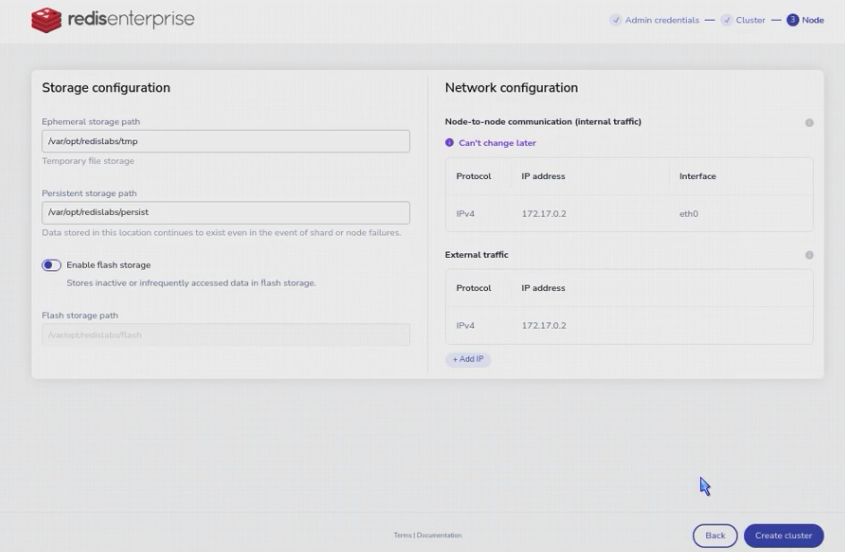 redisenterprise
Admin credentials
Cluster
3 Node
Storage configuration
Ephemeral storage path
/var/opt/redislabs/tmp
Temporary file storage
Persistent storage path
/var/opt/redislabs/persist
Data stored in this location continues to exist even in the event of shard or node failures.
Enable flash storage
Stores inactive or infrequently accessed data in flash storage.
Flash storage path
/var/opt/redislabs/flash
Network configuration
Node-to-node communication (internal traffic)
Can't change later
Protocol IP address Interface
IPv4 172.17.0.2 eth0
External traffic
Protocol IP address
IPv4 172.17.0.2
+ Add IP
Terms | Documentation
Back
Create cluster